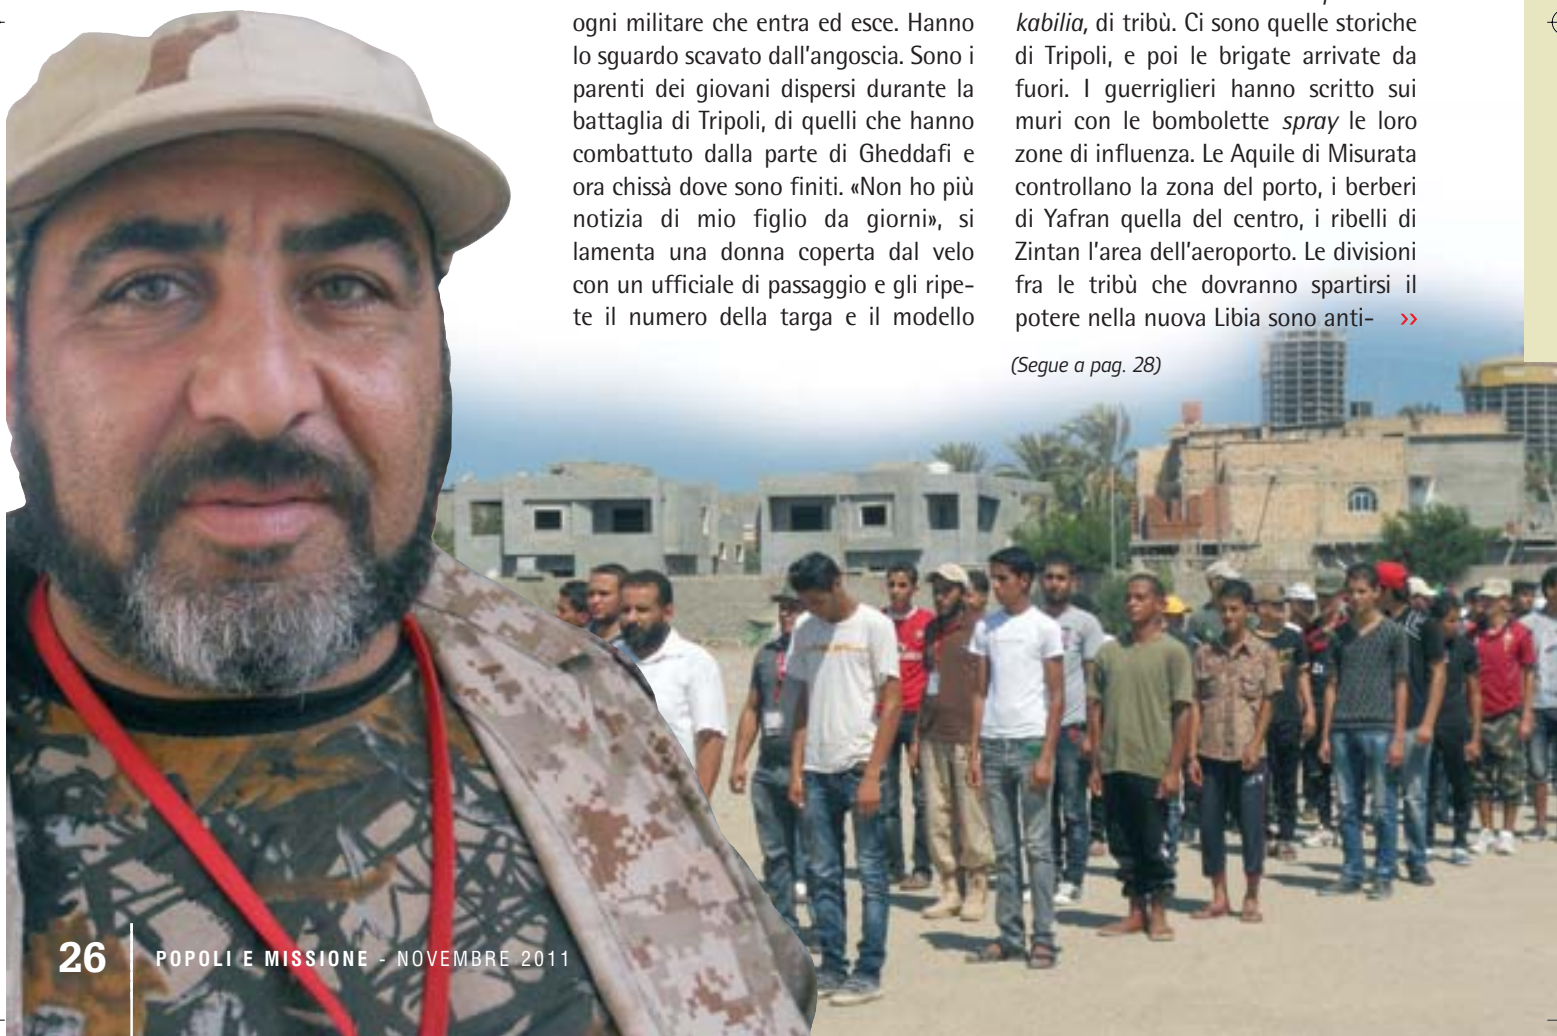 ogni militare che entra ed esce. Hanno
lo sguardo scavato dall'angoscia. Sono i
parenti dei giovani dispersi durante la
battaglia di Tripoli, di quelli che hanno
combattuto dalla parte di Gheddafi e
ora chissà dove sono finiti. «Non ho più
notizia di mio figlio da giorni», si
lamenta una donna coperta dal velo
con un ufficiale di passaggio e gli ripe-
te il numero della targa e il modello
kabilia, di tribù. Ci sono quelle storiche
di Tripoli, e poi le brigate arrivate da
fuori. I guerriglieri hanno scritto sui
muri con le bombolette spray le loro
zone di influenza. Le Aquile di Misurata
controllano la zona del porto, i berberi
di Yafran quella del centro, i ribelli di
Zintan l'area dell'aeroporto. Le divisioni
fra le tribù che dovranno spartirsi il
potere nella nuova Libia sono anti- ››
(Segue a pag. 28)
26 POPOLI E MISSIONE - NOVEMBRE 2011